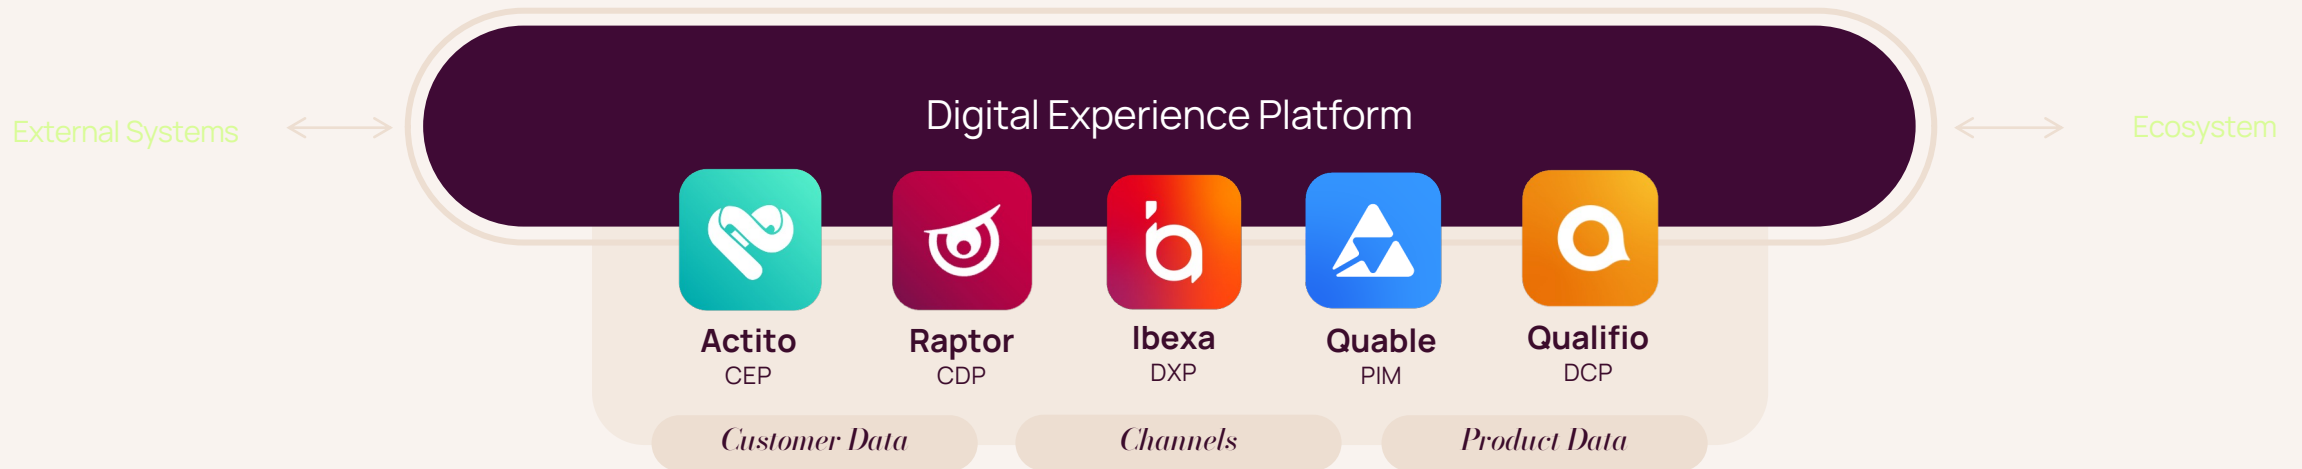 Digital Experience Platform
External Systems
Ecosystem
Actito
CEP
Raptor
CDP
Ibexa
DXP
Quable
PIM
Qualifio
DCP
Customer Data
Channels
Product Data